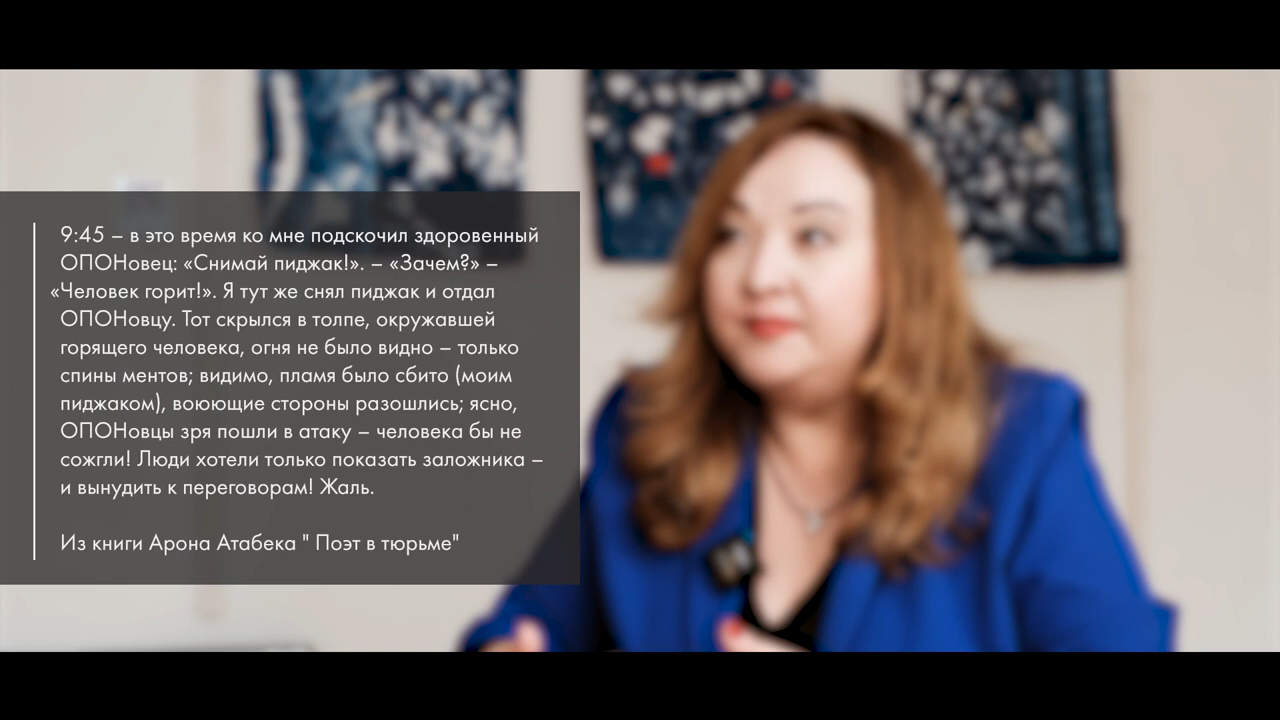 9:45 – в это время ко мне подскочил здоровенный
ОПОНовец: «Снимай пиджак!». – «Зачем?» –
«Человек горит!». Я тут же снял пиджак и отдал
ОПОНовцу. Тот скрылся в толпе, окружавшей
горящего человека, огня не было видно – только
спины ментов; видимо, пламя было сбито (моим
пиджаком), воюющие стороны разошлись; ясно,
ОПОНовцы зря пошли в атаку – человека бы не
сожгли! Люди хотели только показать заложника –
и вынудить к переговорам! Жаль.
Из книги Арона Атабека " Поэт в тюрьме"